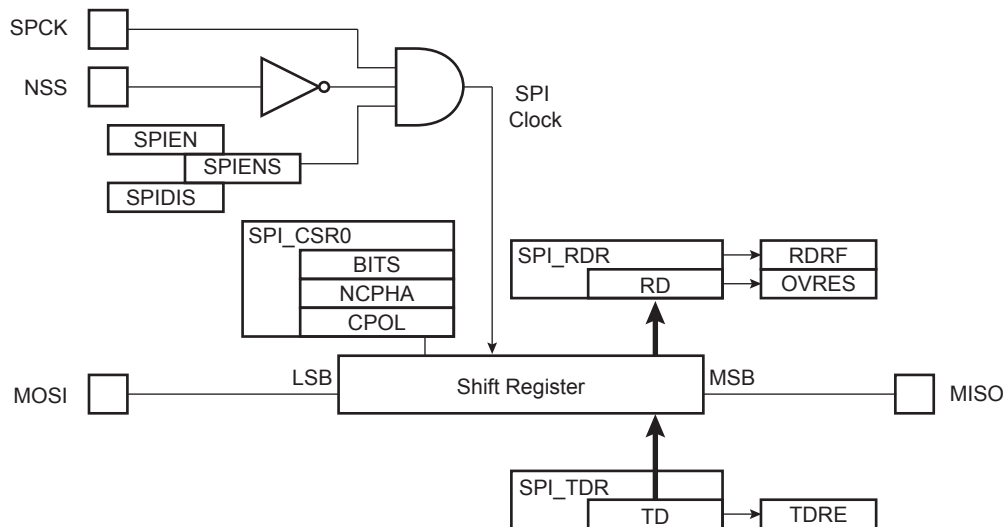 SPCK
NSS
SPI
Clock
SPIEN
SPIENS
SPIDIS
SPI_CSR0
BITS
NCPHA
CPOL
SPI_RDR
RD
RDRF
OVRES
MOSI
LSB
Shift Register
MSB
MISO
SPI_TDR
TD
TDRE